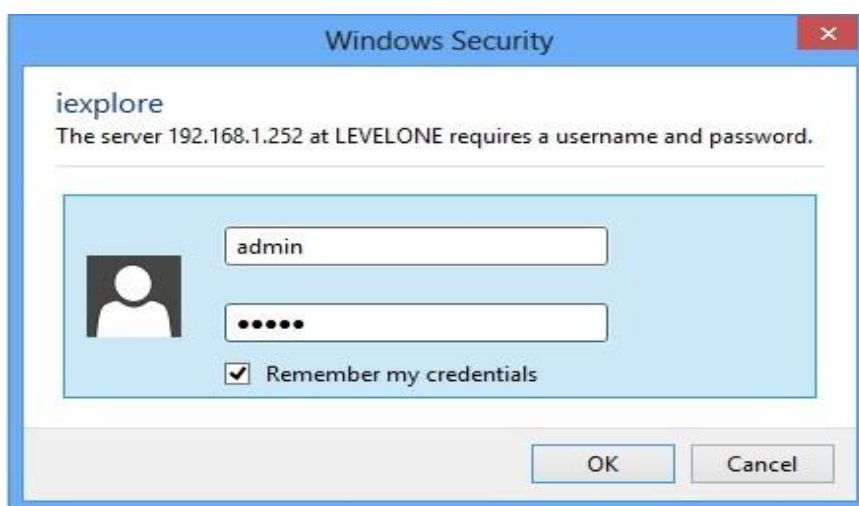 Windows Security
iexplore
The server 192.168.1.252 at LEVELONE requires a username and password.
admin
●●●●●
Remember my credentials
OK
Cancel